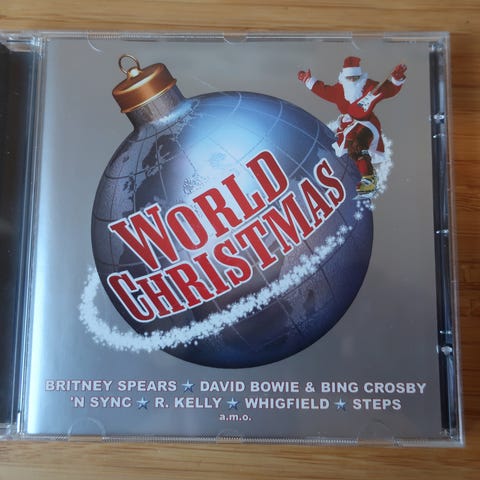 WORLD
CHRISTMAS
BRITNEY SPEARS ★ DAVID BOWIE & BING CROSBY
'N SYNC ★ R. KELLY ★ WHIGFIELD ★ STEPS
a.m.o.